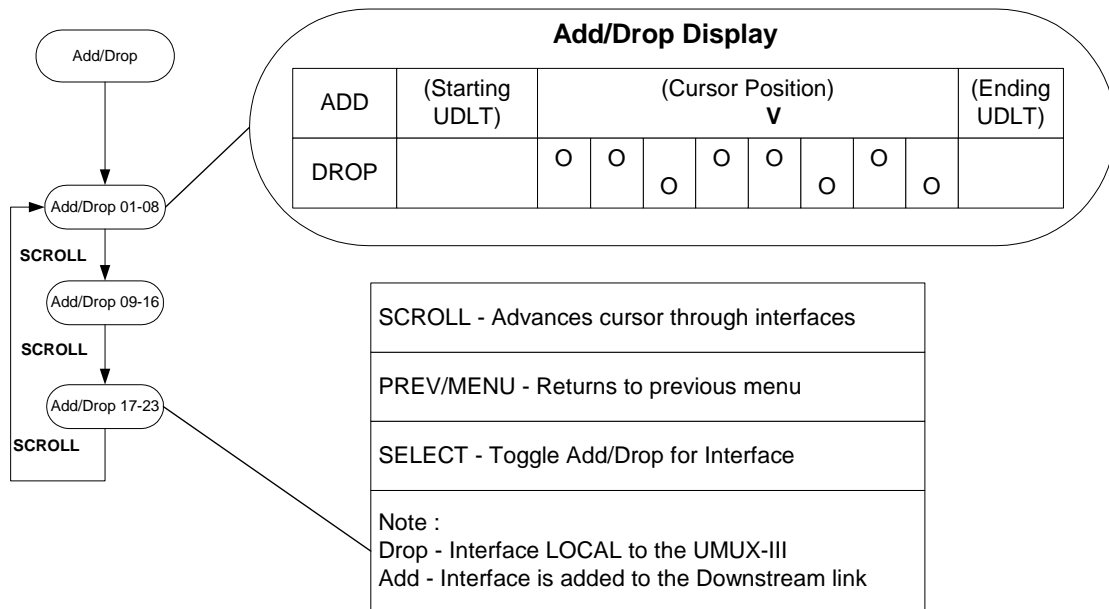 Add/Drop
Add/Drop 01-08
SCROLL
Add/Drop 09-16
SCROLL
Add/Drop 17-23
SCROLL
Add/Drop Display
ADD
(Starting
UDLT)
(Cursor Position)
V
(Ending
UDLT)
DROP
O O O O O O O O
SCROLL - Advances cursor through interfaces
PREV/MENU - Returns to previous menu
SELECT - Toggle Add/Drop for Interface
Note :
Drop - Interface LOCAL to the UMUX-III
Add - Interface is added to the Downstream link